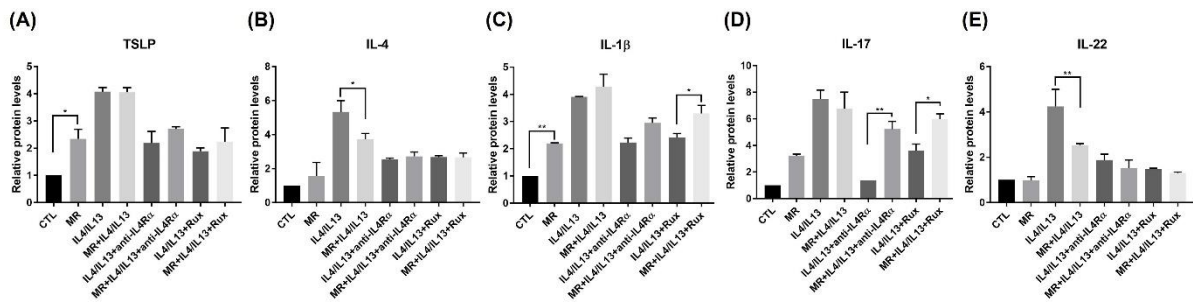 (A)
TSLP
Relative protein levels
5
4
3
2
1
0
*
CTL
MR
IL4/IL13
MR+IL4/IL13
IL4/IL13+anti-IL4Rα
MR+IL4/IL13+anti-IL4Rα
IL4/IL13+Rux
MR+IL4/IL13+Rux
(B)
IL-4
Relative protein levels
8
6
4
2
0
*
CTL
MR
IL4/IL13
MR+IL4/IL13
IL4/IL13+anti-IL4Rα
MR+IL4/IL13+anti-IL4Rα
IL4/IL13+Rux
MR+IL4/IL13+Rux
(C)
IL-1β
Relative protein levels
5
4
3
2
1
0
**
*
CTL
MR
IL4/IL13
MR+IL4/IL13
IL4/IL13+anti-IL4Rα
MR+IL4/IL13+anti-IL4Rα
IL4/IL13+Rux
MR+IL4/IL13+Rux
(D)
IL-17
Relative protein levels
10
8
6
4
2
0
**
*
CTL
MR
IL4/IL13
MR+IL4/IL13
IL4/IL13+anti-IL4Rα
MR+IL4/IL13+anti-IL4Rα
IL4/IL13+Rux
MR+IL4/IL13+Rux
(E)
IL-22
Relative protein levels
6
4
2
0
**
CTL
MR
IL4/IL13
MR+IL4/IL13
IL4/IL13+anti-IL4Rα
MR+IL4/IL13+anti-IL4Rα
IL4/IL13+Rux
MR+IL4/IL13+Rux